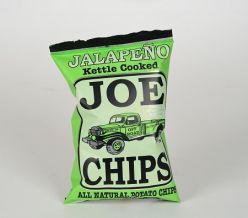 JALAPEÑO
Kettle Cooked
JOE
CHIPS
ALL NATURAL POTATO CHIPS